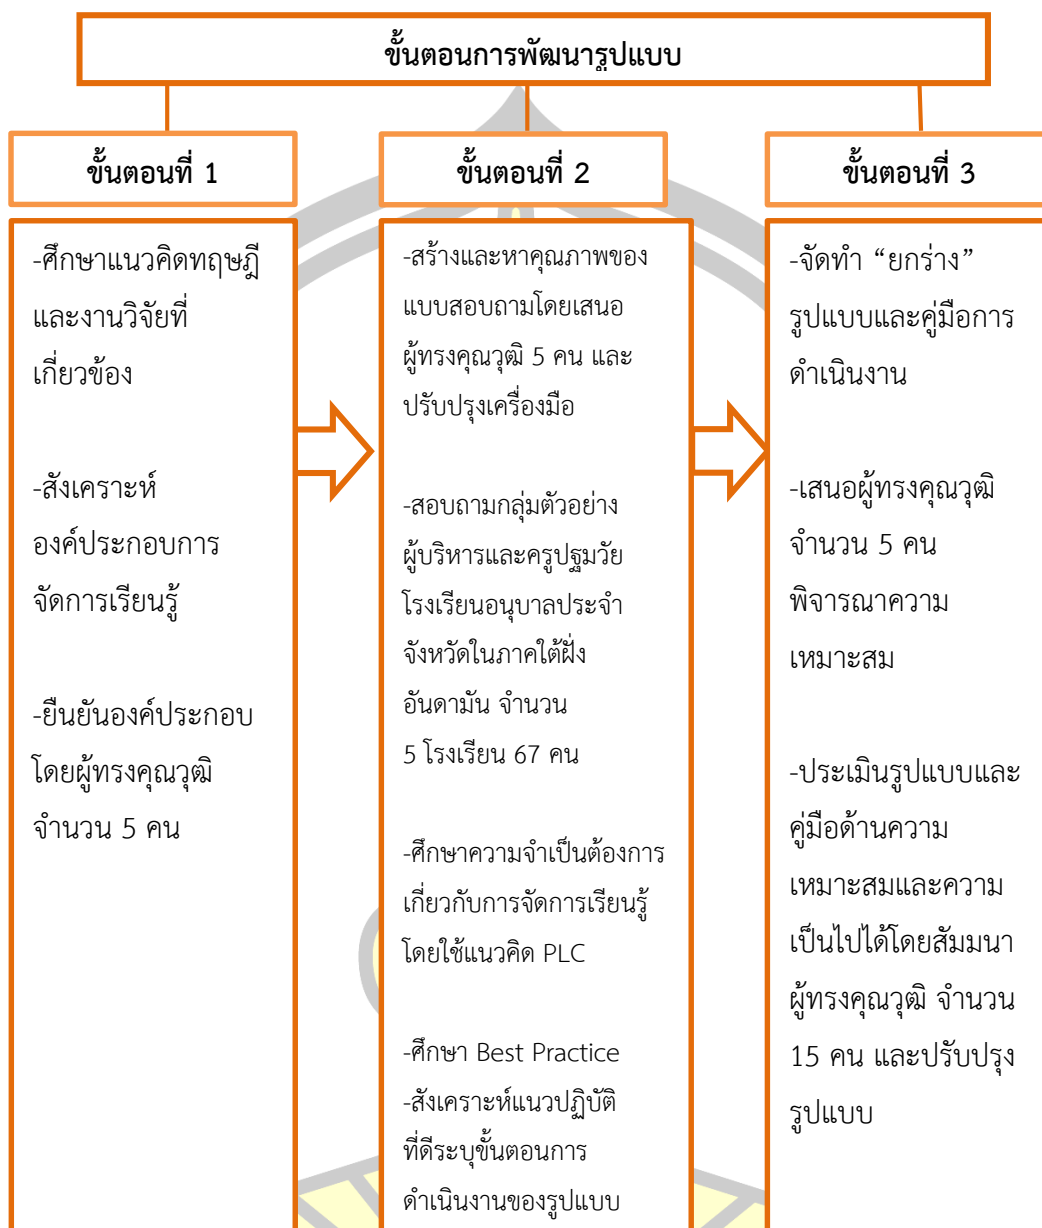 ขั้นตอนการพัฒนารูปแบบ
ขั้นตอนที่ 1
-ศึกษาแนวคิดทฤษฎี
และงานวิจัยที่
เกี่ยวข้อง
-สังเคราะห์
องค์ประกอบการ
จัดการเรียนรู้
-ยืนยันองค์ประกอบ
โดยผู้ทรงคุณวุฒิ
จำนวน 5 คน
ขั้นตอนที่ 2
-สร้างและหาคุณภาพของ
แบบสอบถามโดยเสนอ
ผู้ทรงคุณวุฒิ 5 คน และ
ปรับปรุงเครื่องมือ
-สอบถามกลุ่มตัวอย่าง
ผู้บริหารและครูปฐมวัย
โรงเรียนอนุบาลประจำ
จังหวัดในภาคใต้ฝั่ง
อันดามัน จำนวน
5 โรงเรียน 67 คน
-ศึกษาความจำเป็นต้องการ
เกี่ยวกับการจัดการเรียนรู้
โดยใช้แนวคิด PLC
-ศึกษา Best Practice
-สังเคราะห์แนวปฏิบัติ
ที่ดีระบุขั้นตอนการ
ดำเนินงานของรูปแบบ
ขั้นตอนที่ 3
-จัดทำ “ยกร่าง”
รูปแบบและคู่มือการ
ดำเนินงาน
-เสนอผู้ทรงคุณวุฒิ
จำนวน 5 คน
พิจารณาความ
เหมาะสม
-ประเมินรูปแบบและ
คู่มือด้านความ
เหมาะสมและความ
เป็นไปได้โดยสัมมนา
ผู้ทรงคุณวุฒิ จำนวน
15 คน และปรับปรุง
รูปแบบ